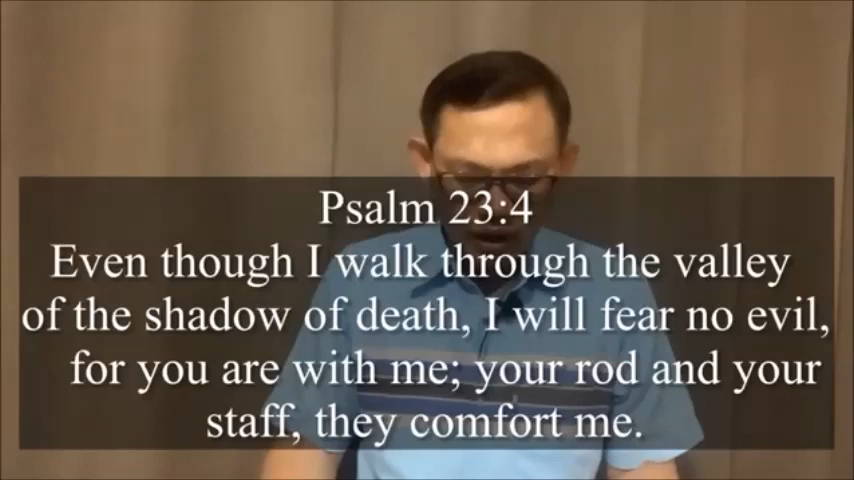 Psalm 23:4
Even though I walk through the valley
of the shadow of death, I will fear no evil,
for you are with me; your rod and your
staff, they comfort me.